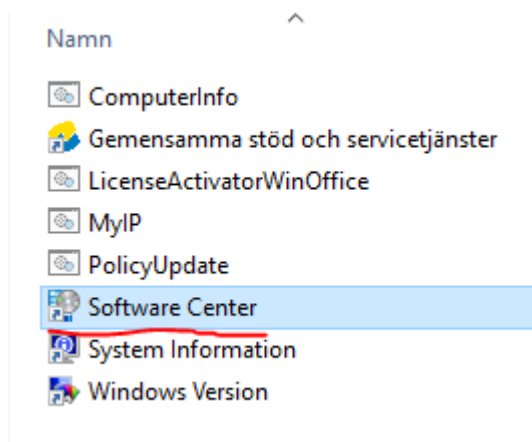 Namn
ComputerInfo
Gemensamma stöd och servicetjänster
LicenseActivatorWinOffice
MyIP
PolicyUpdate
Software Center
System Information
Windows Version